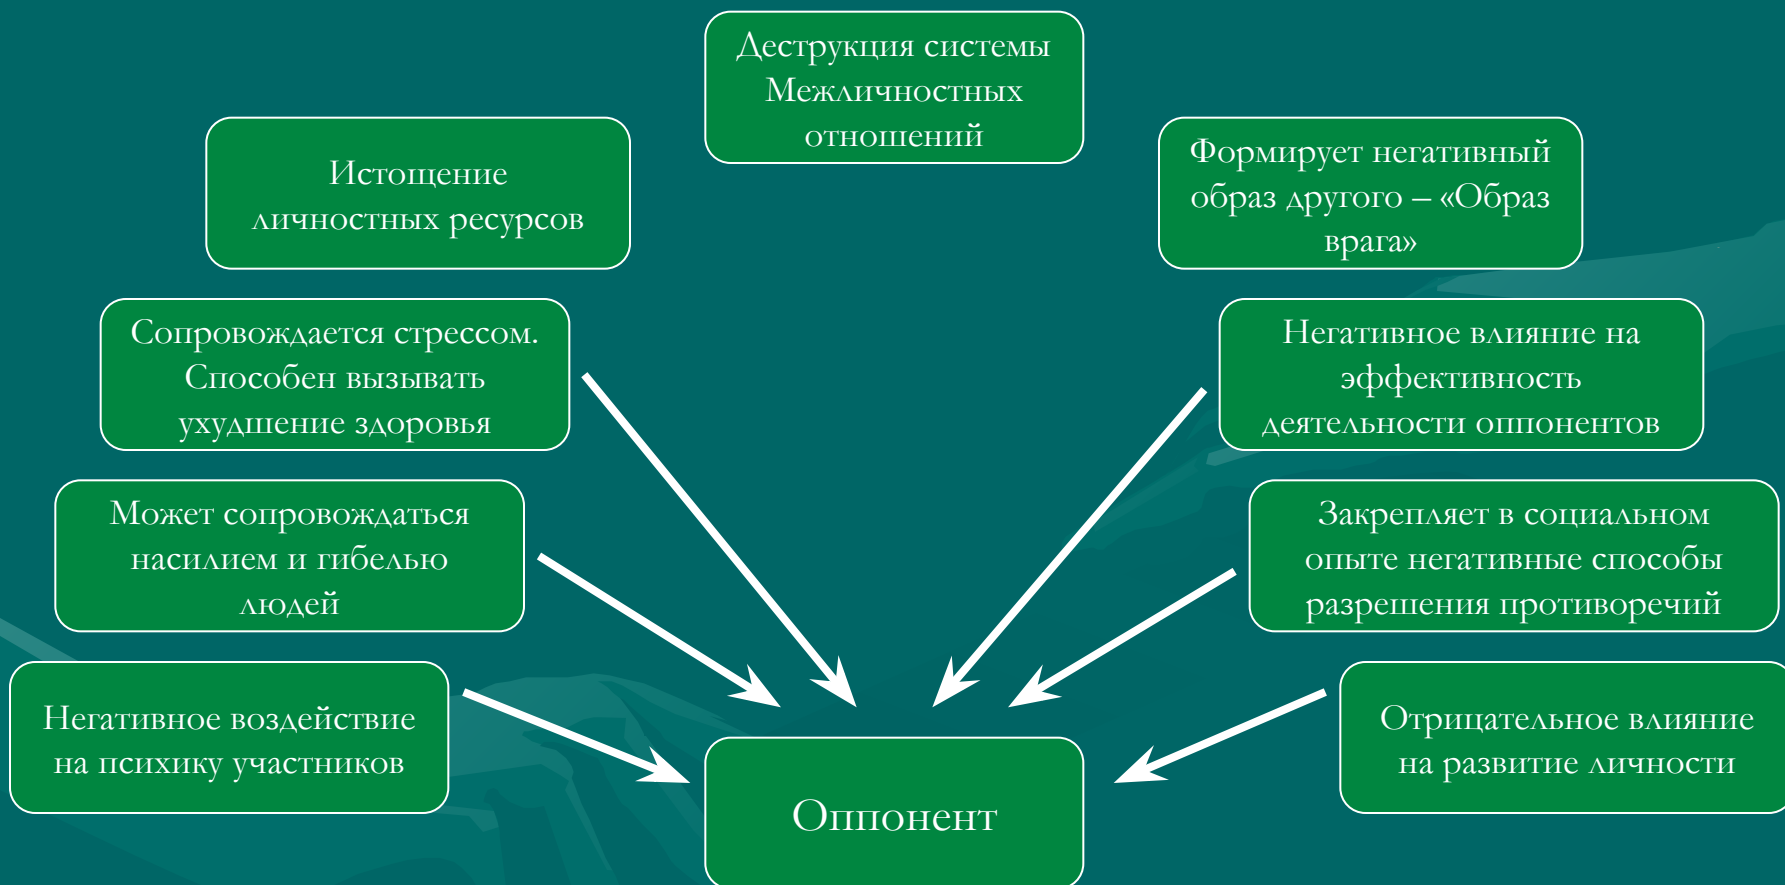 Деструкция системы
Межличностных
отношений
Истощение
личностных ресурсов
Формирует негативный
образ другого – «Образ
врага»
Сопровождается стрессом.
Способен вызывать
ухудшение здоровья
Негативное влияние на
эффективность
деятельности оппонентов
Может сопровождаться
насилием и гибелью
людей
Закрепляет в социальном
опыте негативные способы
разрешения противоречий
Негативное воздействие
на психику участников
Отрицательное влияние
на развитие личности
Оппонент